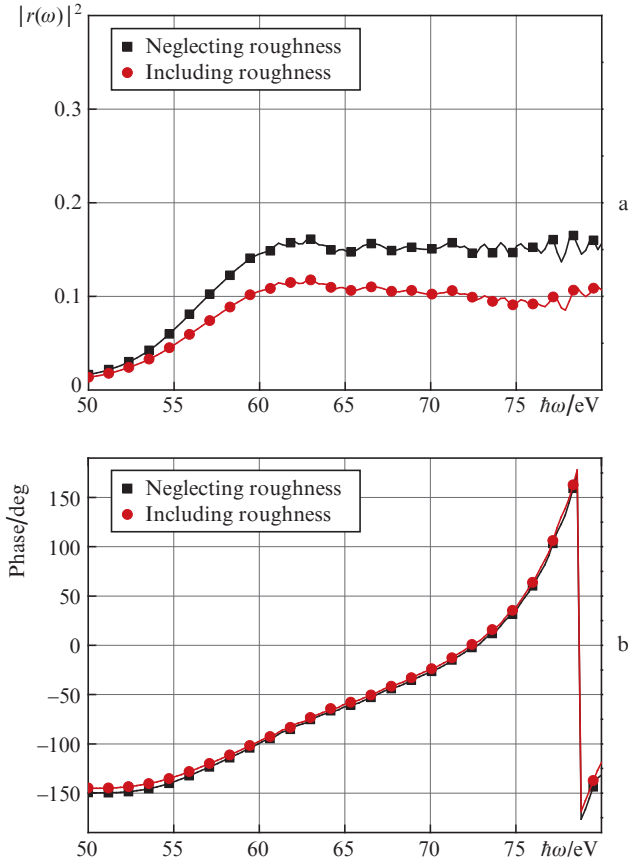 |r(ω)|²
Neglecting roughness
Including roughness
0.3
0.2
0.1
0
50 55 60 65 70 75 ħω/eV
a
Phase/deg
Neglecting roughness
Including roughness
150
100
50
0
−50
−100
−150
50 55 60 65 70 75 ħω/eV
b